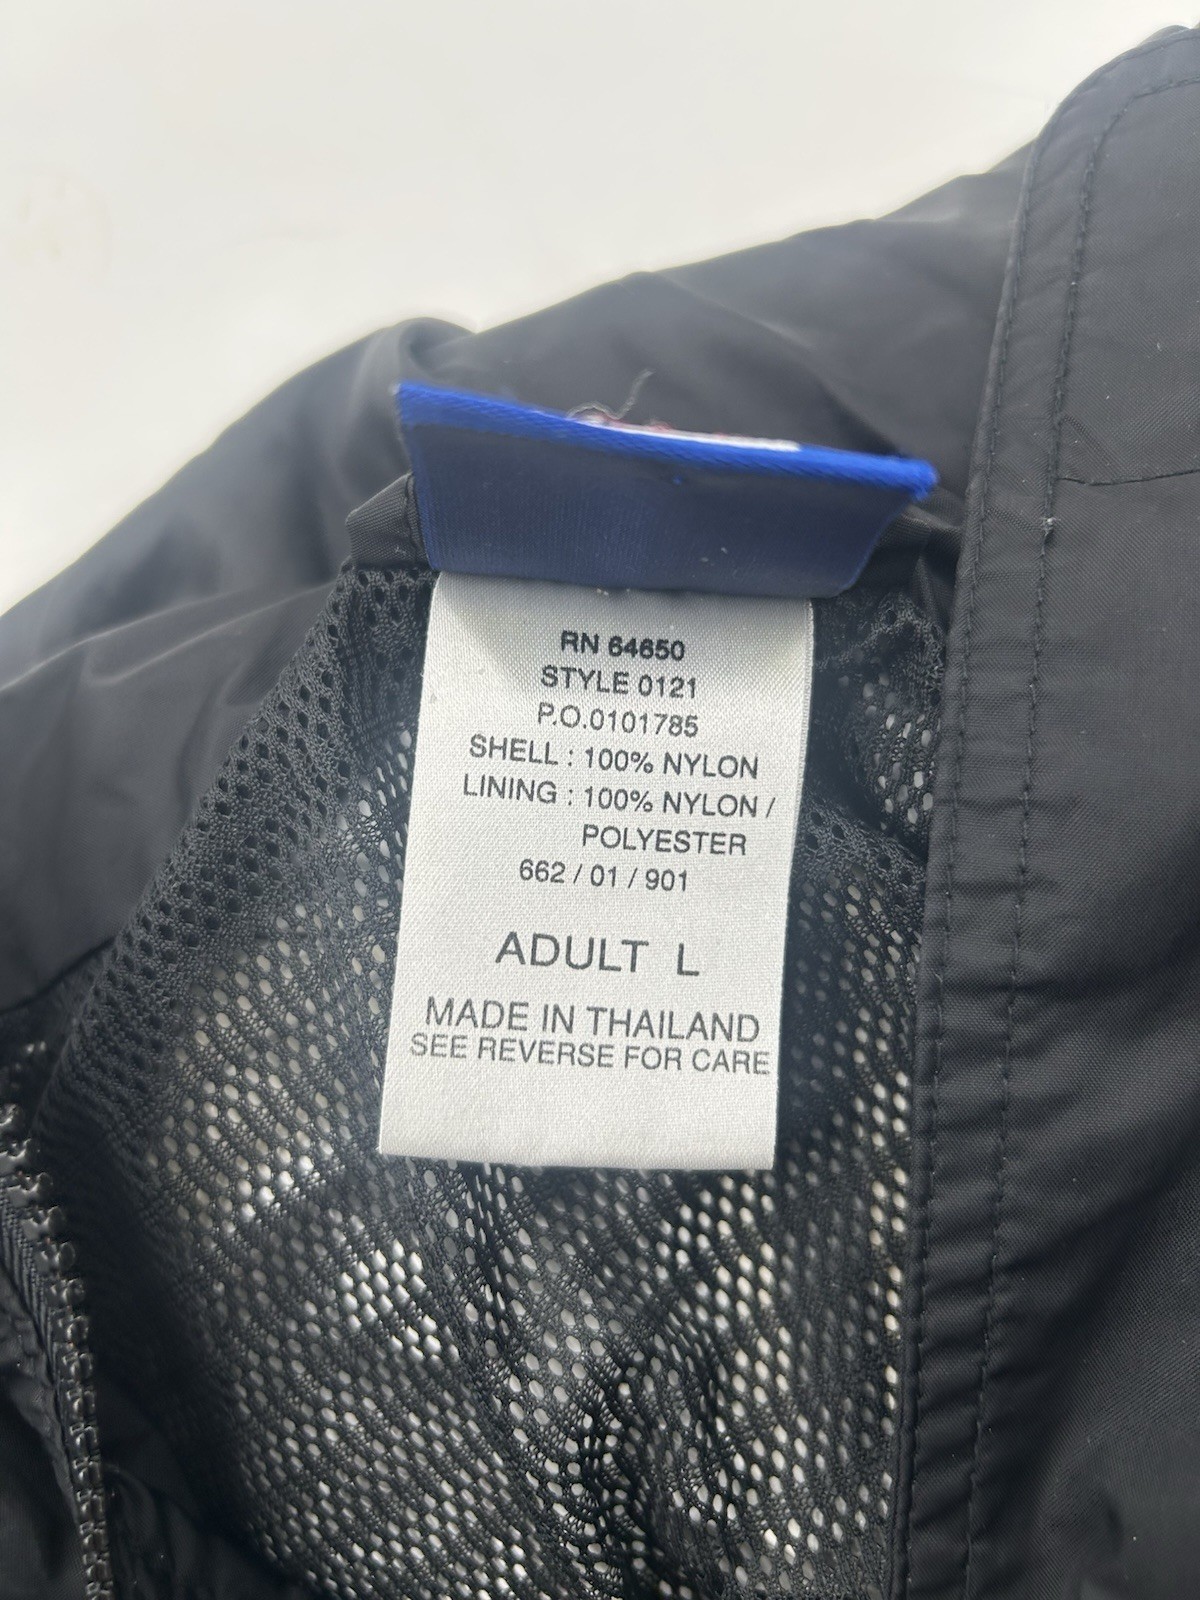 RN 64650
STYLE 0121
P.O.0101785
SHELL : 100% NYLON
LINING : 100% NYLON /
POLYESTER
662 / 01 / 901
ADULT L
MADE IN THAILAND
SEE REVERSE FOR CARE